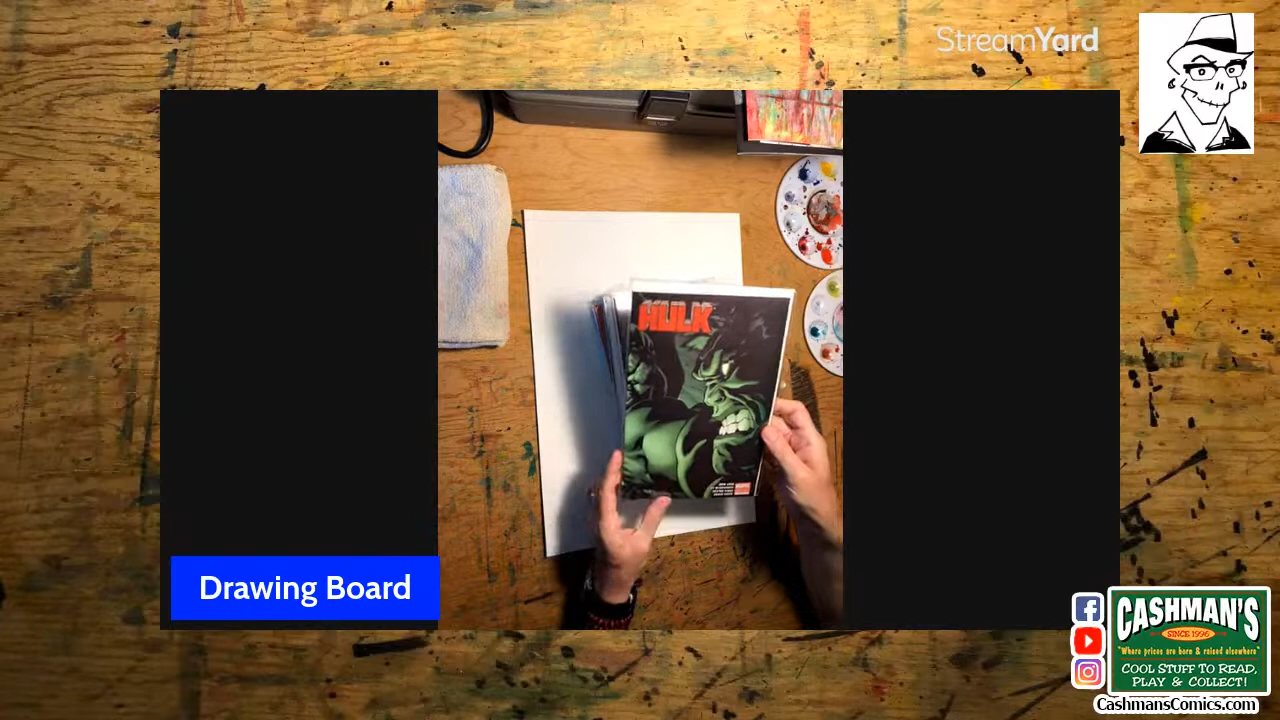 StreamYard
HULK
Drawing Board
CASHMAN'S
SINCE 1996
"Where prices are born & raised elsewhere"
COOL STUFF TO READ,
PLAY & COLLECT!
CashmansComics.com